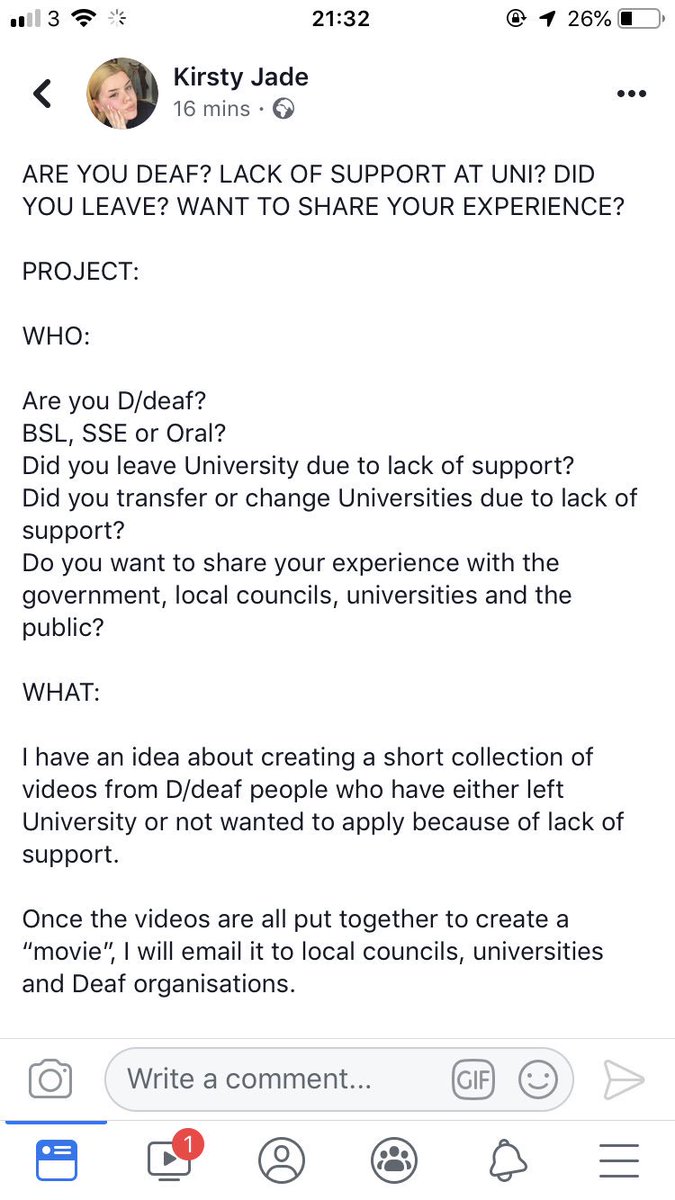 3
21:32
26%
Kirsty Jade
16 mins ·
ARE YOU DEAF? LACK OF SUPPORT AT UNI? DID
YOU LEAVE? WANT TO SHARE YOUR EXPERIENCE?
PROJECT:
WHO:
Are you D/deaf?
BSL, SSE or Oral?
Did you leave University due to lack of support?
Did you transfer or change Universities due to lack of
support?
Do you want to share your experience with the
government, local councils, universities and the
public?
WHAT:
I have an idea about creating a short collection of
videos from D/deaf people who have either left
University or not wanted to apply because of lack of
support.
Once the videos are all put together to create a
“movie”, I will email it to local councils, universities
and Deaf organisations.
Write a comment...
GIF
1